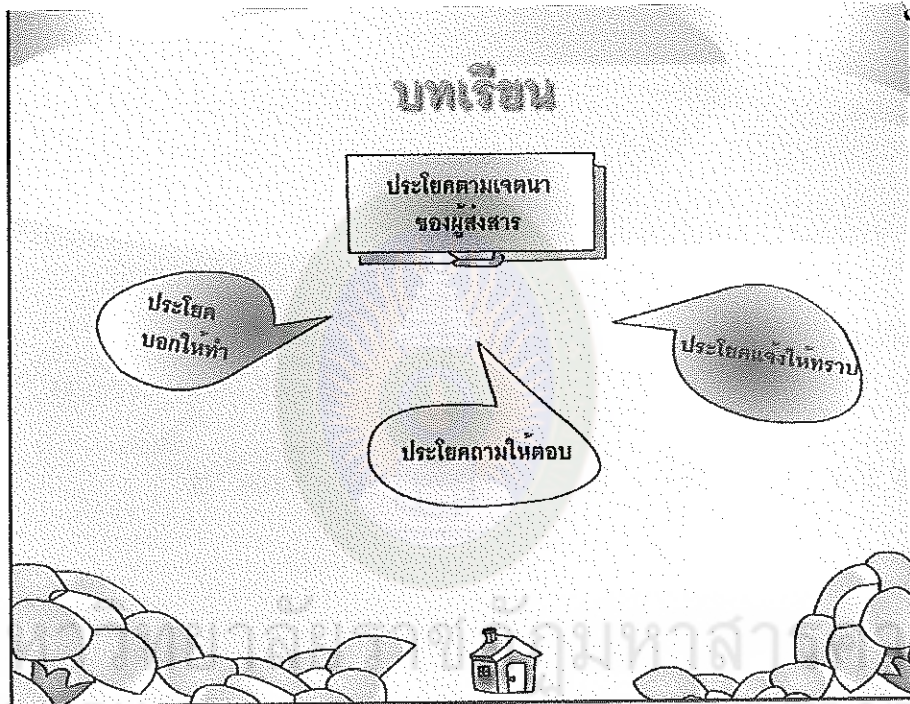 บทเรียน
ประโยคตามเจตนา
ของผู้ส่งสาร
ประโยค
บอกให้ทำ
ประโยคแจ้งให้ทราบ
ประโยคถามให้ตอบ